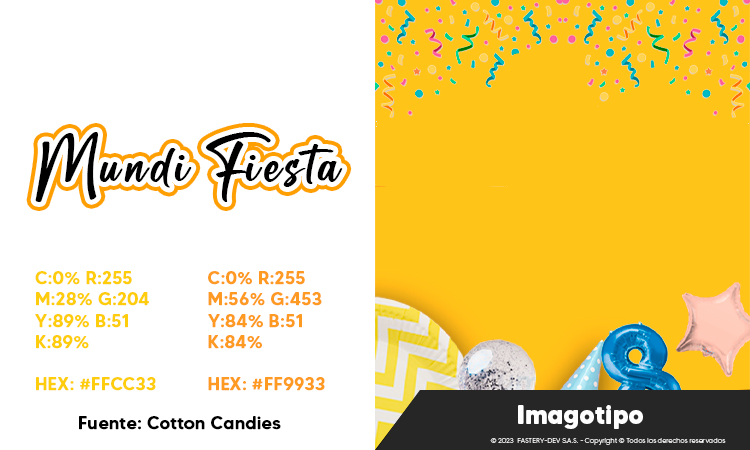 Mundi Fiesta
C:0% R:255
M:28% G:204
Y:89% B:51
K:89%
HEX: #FFCC33
C:0% R:255
M:56% G:453
Y:84% B:51
K:84%
HEX: #FF9933
Fuente: Cotton Candies
8
Imagotipo
© 2023 FASTERY-DEV S.A.S. - Copyright © Todos los derechos reservados